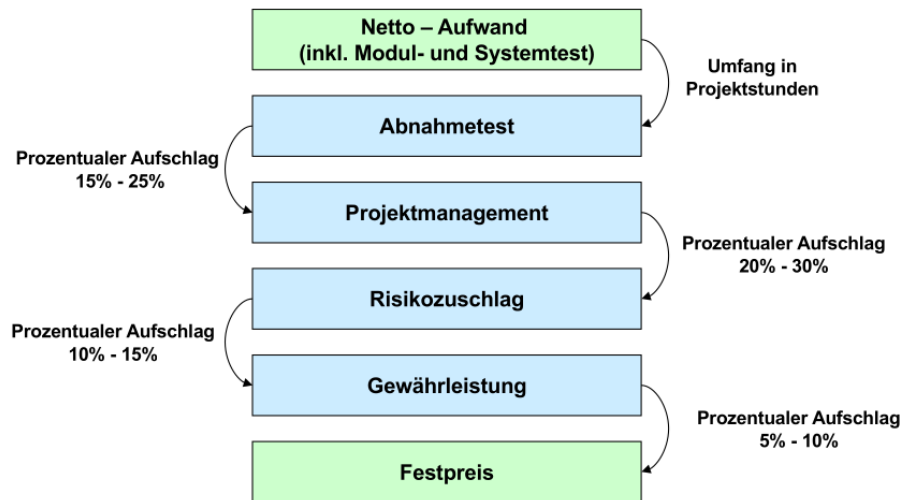 Netto – Aufwand
(inkl. Modul- und Systemtest)
Umfang in
Projektstunden
Abnahmetest
Prozentualer Aufschlag
15% - 25%
Projektmanagement
Prozentualer Aufschlag
20% - 30%
Risikozuschlag
Prozentualer Aufschlag
10% - 15%
Gewährleistung
Prozentualer Aufschlag
5% - 10%
Festpreis